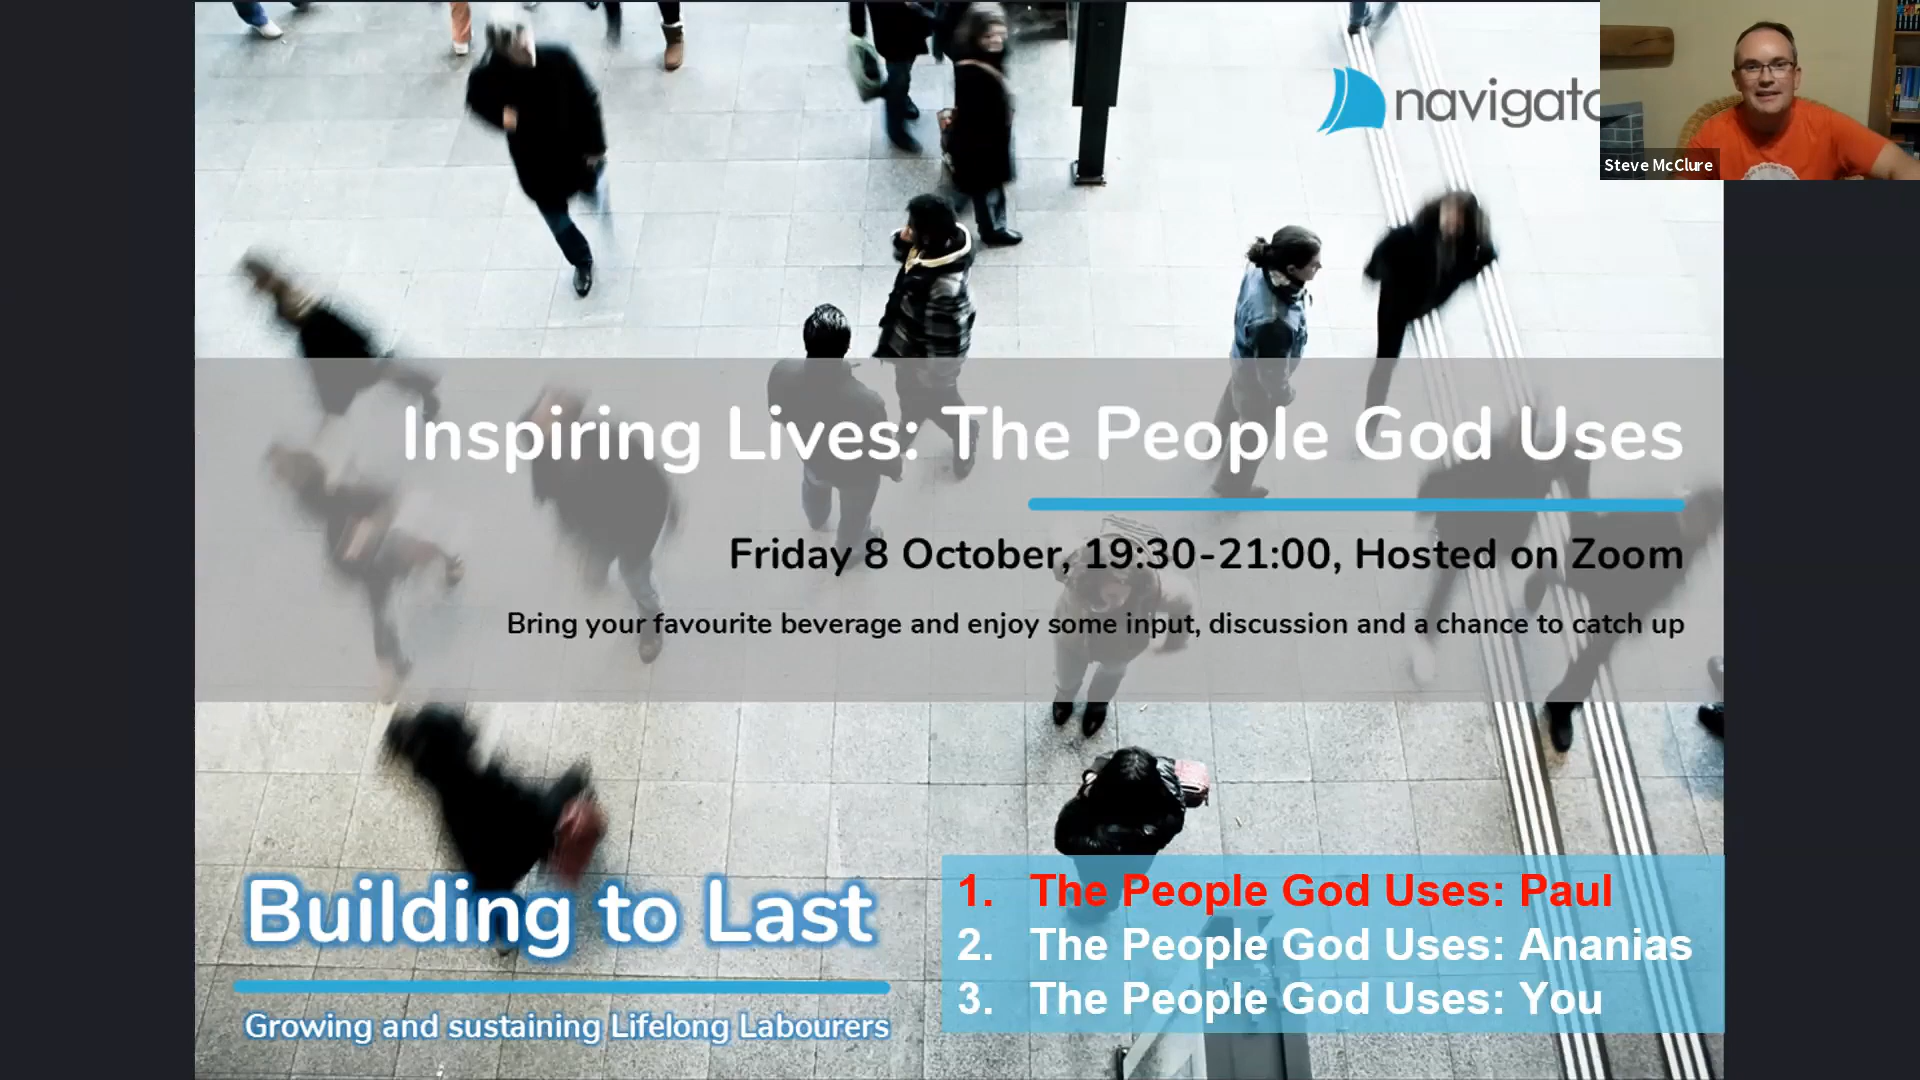 navigato
Steve McClure
Inspiring Lives: The People God Uses
Friday 8 October, 19:30-21:00, Hosted on Zoom
Bring your favourite beverage and enjoy some input, discussion and a chance to catch up
Building to Last
Growing and sustaining Lifelong Labourers
1. The People God Uses: Paul
2. The People God Uses: Ananias
3. The People God Uses: You